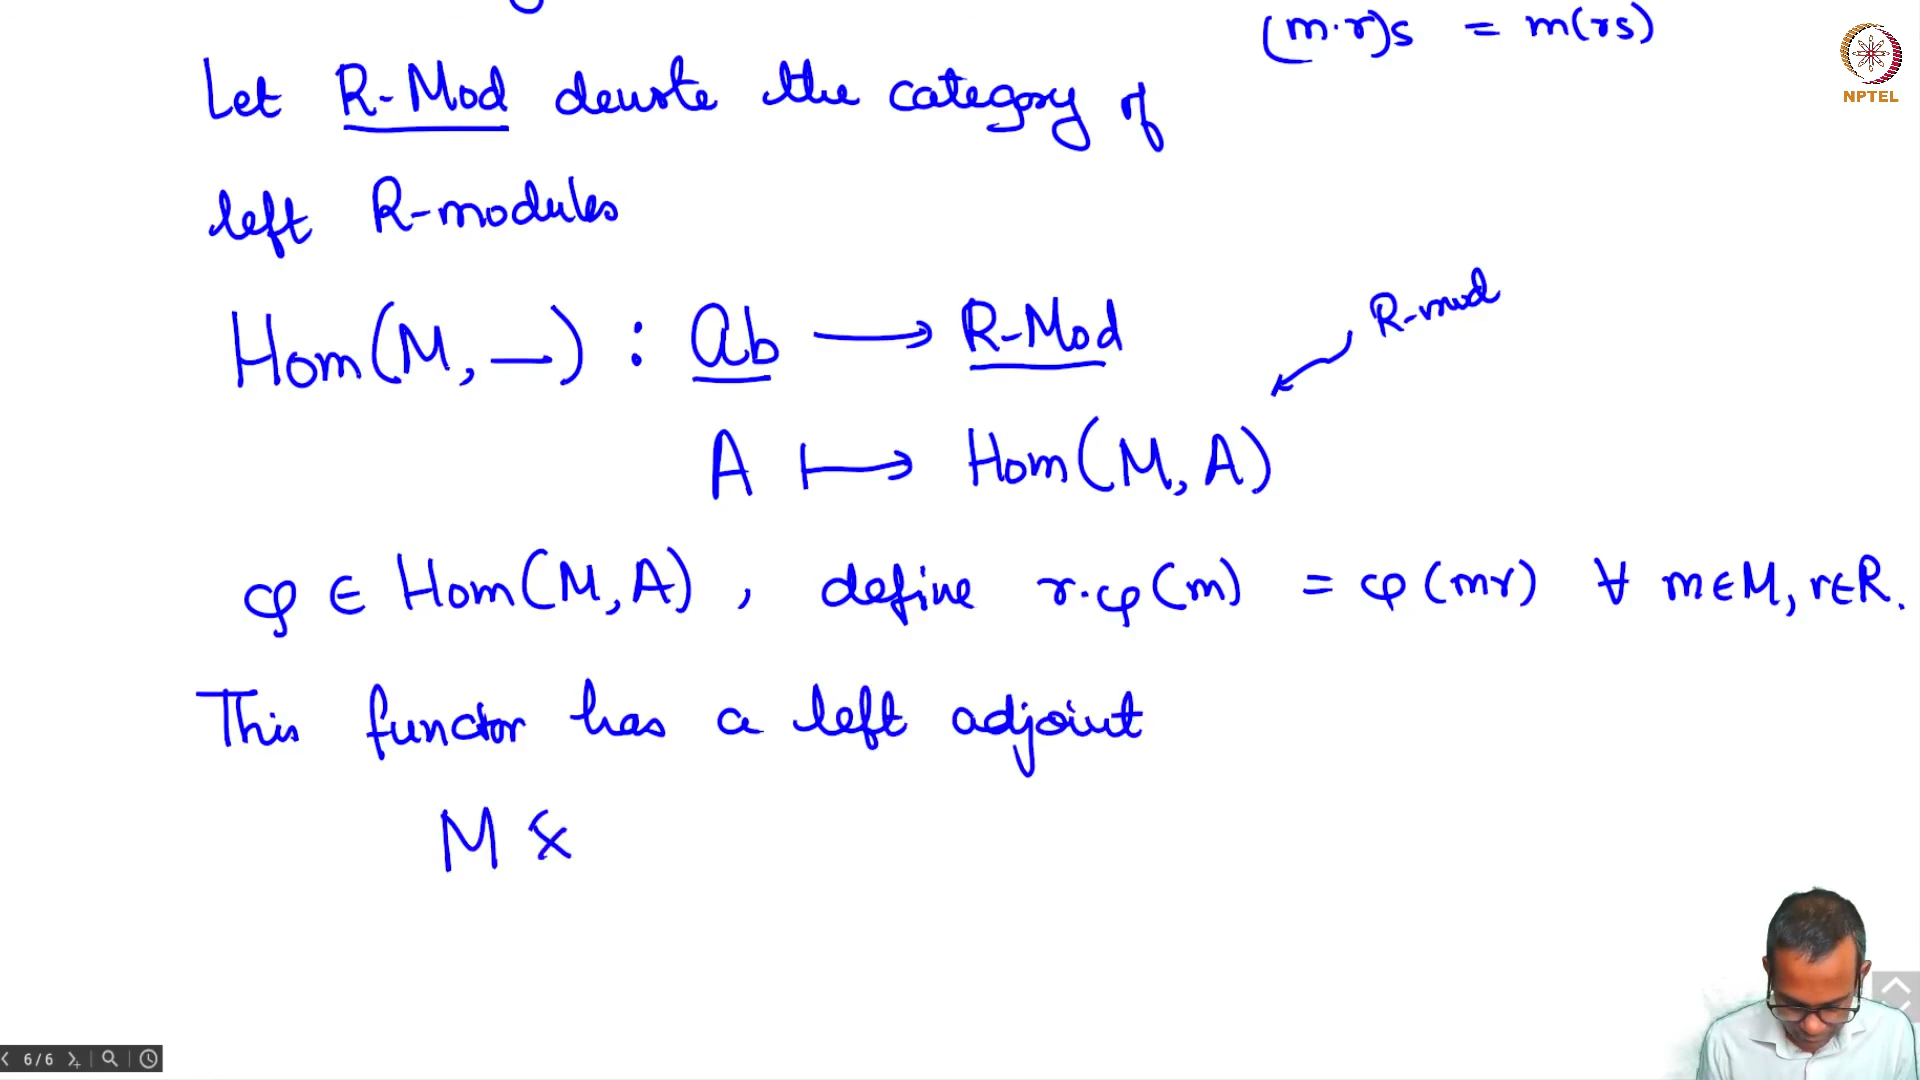 (m·r)s = m(rs)
NPTEL
Let R-Mod denote the category of
left R-modules
Hom(M, —) : Ab ⟶ R-Mod
R-mod
A ⟼ Hom(M, A)
φ ∈ Hom(M, A), define r.φ(m) = φ(mr) ∀ m∈M, r∈R.
This functor has a left adjoint
M
6/6